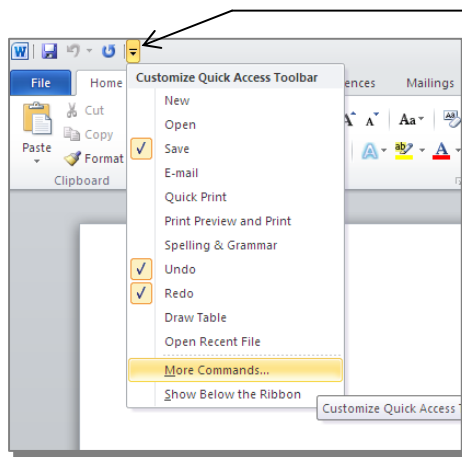 W
Customize Quick Access Toolbar
File Home ences Mailings
New
Open
Save
E-mail
Quick Print
Print Preview and Print
Spelling & Grammar
Undo
Redo
Draw Table
Open Recent File
More Commands...
Show Below the Ribbon
Cut
Copy
Paste
Format
Clipboard
A A Aa
A ab A
Customize Quick Access